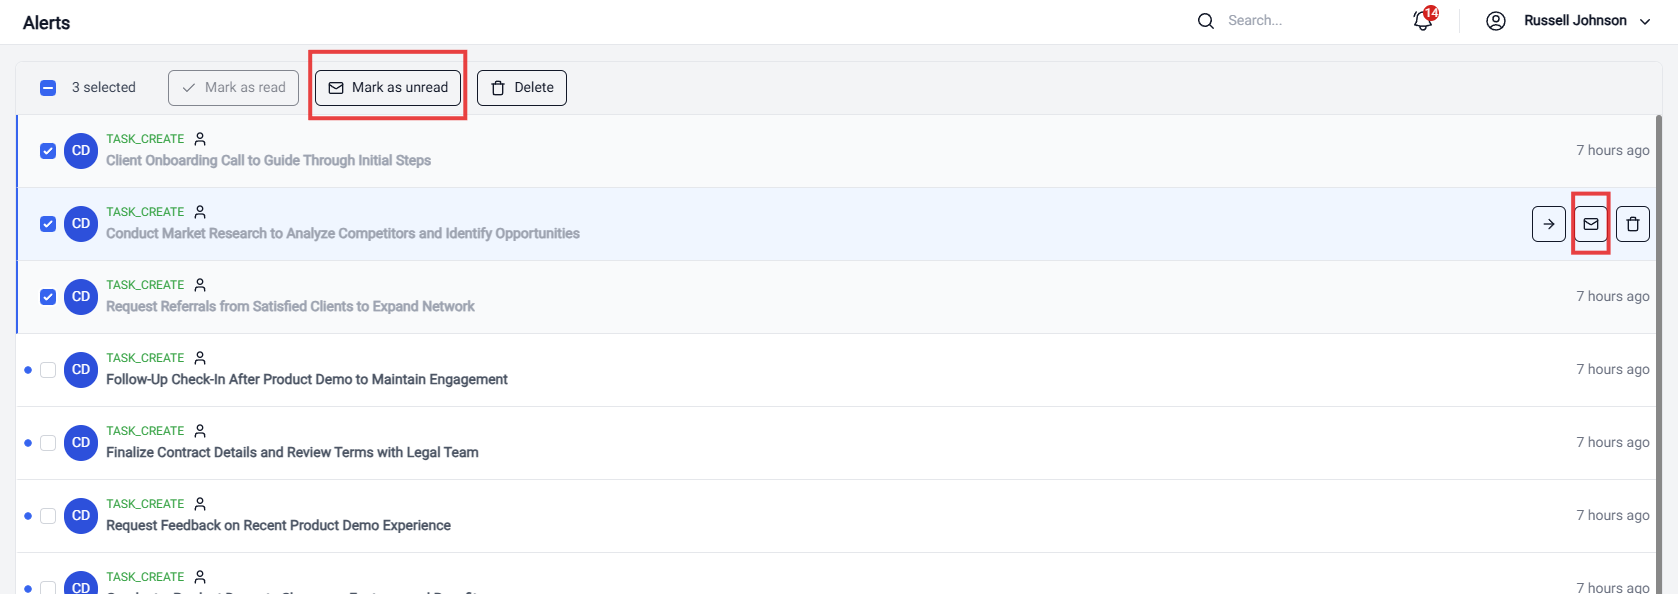 Alerts
Search...
14
Russell Johnson
3 selected
Mark as read
Mark as unread
Delete
CD
TASK_CREATE
Client Onboarding Call to Guide Through Initial Steps
7 hours ago
CD
TASK_CREATE
Conduct Market Research to Analyze Competitors and Identify Opportunities
CD
TASK_CREATE
Request Referrals from Satisfied Clients to Expand Network
7 hours ago
CD
TASK_CREATE
Follow-Up Check-In After Product Demo to Maintain Engagement
7 hours ago
CD
TASK_CREATE
Finalize Contract Details and Review Terms with Legal Team
7 hours ago
CD
TASK_CREATE
Request Feedback on Recent Product Demo Experience
7 hours ago
CD
TASK_CREATE
7 hours ago